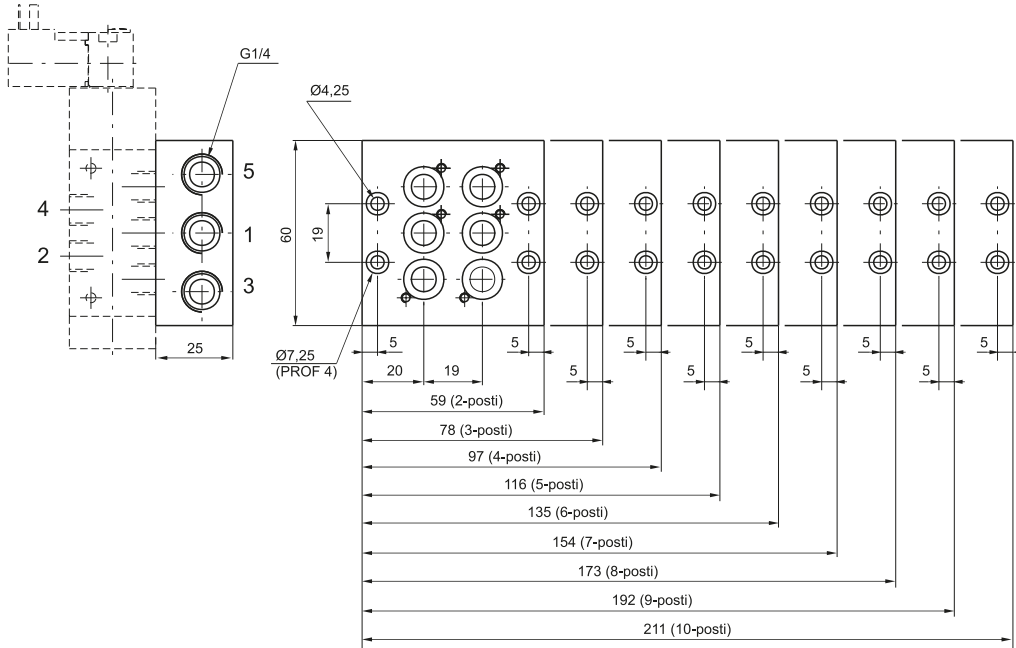 G1/4
Ø4,25
5
4
1
2
3
60
19
25
Ø7,25
(PROF 4)
5
5
5
5
5
5
20
19
5
5
5
5
59 (2-posti)
78 (3-posti)
97 (4-posti)
116 (5-posti)
135 (6-posti)
154 (7-posti)
173 (8-posti)
192 (9-posti)
211 (10-posti)